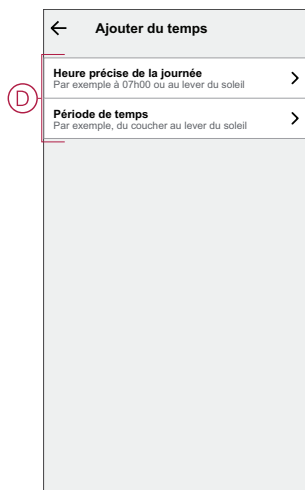 Ajouter du temps
Heure précise de la journée
Par exemple à 07h00 ou au lever du soleil
D
Période de temps
Par exemple, du coucher au lever du soleil